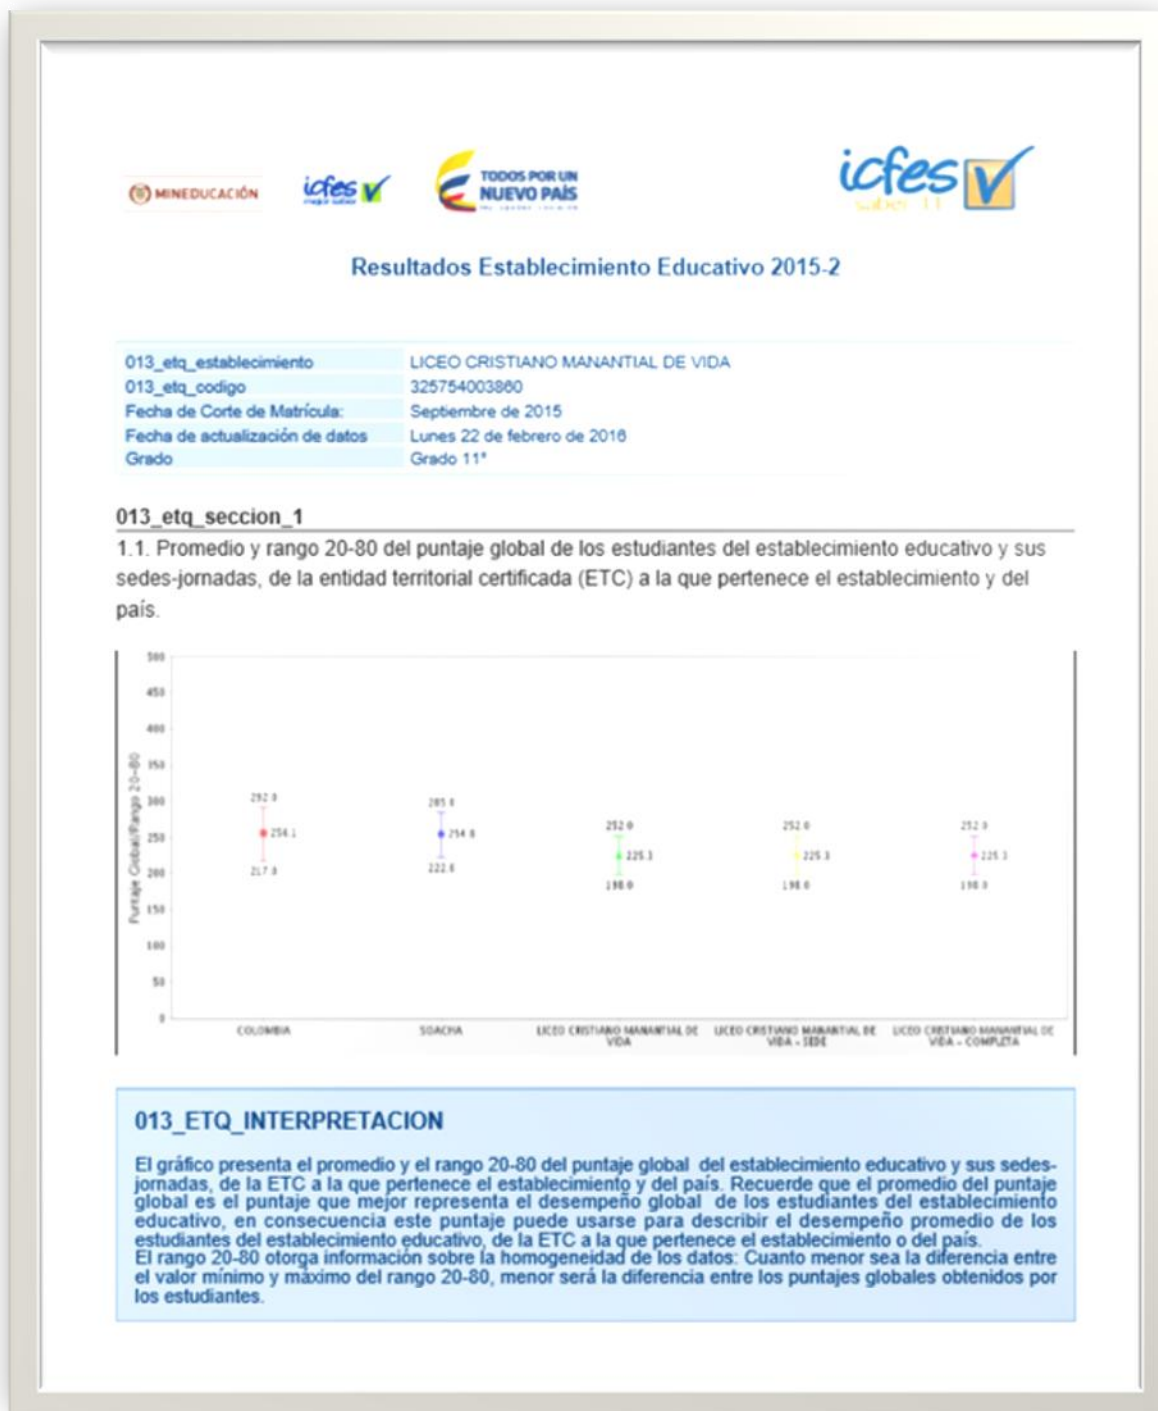 MINEDUCACIÓN
icfes
mejor saber
TODOS POR UN
NUEVO PAÍS
icfes
saber 11
Resultados Establecimiento Educativo 2015-2
013_etq_establecimiento LICEO CRISTIANO MANANTIAL DE VIDA
013_etq_codigo 325754003860
Fecha de Corte de Matrícula: Septiembre de 2015
Fecha de actualización de datos Lunes 22 de febrero de 2016
Grado Grado 11°
013_etq_seccion_1
1.1. Promedio y rango 20-80 del puntaje global de los estudiantes del establecimiento educativo y sus
sedes-jornadas, de la entidad territorial certificada (ETC) a la que pertenece el establecimiento y del
país.
Puntaje Global/Rango 20-80
500
450
400
350
300
250
200
150
100
50
0
292.0
256.1
217.0
285.0
254.8
222.6
252.0
225.3
198.0
252.0
225.3
198.0
252.0
225.3
198.0
COLOMBIA
SOACHA
LICEO CRISTIANO MANANTIAL DE
VIDA
LICEO CRISTIANO MANANTIAL DE
VIDA - SEDE
LICEO CRISTIANO MANANTIAL DE
VIDA - COMPLETA
013_ETQ_INTERPRETACION
El gráfico presenta el promedio y el rango 20-80 del puntaje global del establecimiento educativo y sus sedes-
jornadas, de la ETC a la que pertenece el establecimiento y del país. Recuerde que el promedio del puntaje
global es el puntaje que mejor representa el desempeño global de los estudiantes del establecimiento
educativo, en consecuencia este puntaje puede usarse para describir el desempeño promedio de los
estudiantes del establecimiento educativo, de la ETC a la que pertenece el establecimiento o del país.
El rango 20-80 otorga información sobre la homogeneidad de los datos: Cuanto menor sea la diferencia entre
el valor mínimo y máximo del rango 20-80, menor será la diferencia entre los puntajes globales obtenidos por
los estudiantes.